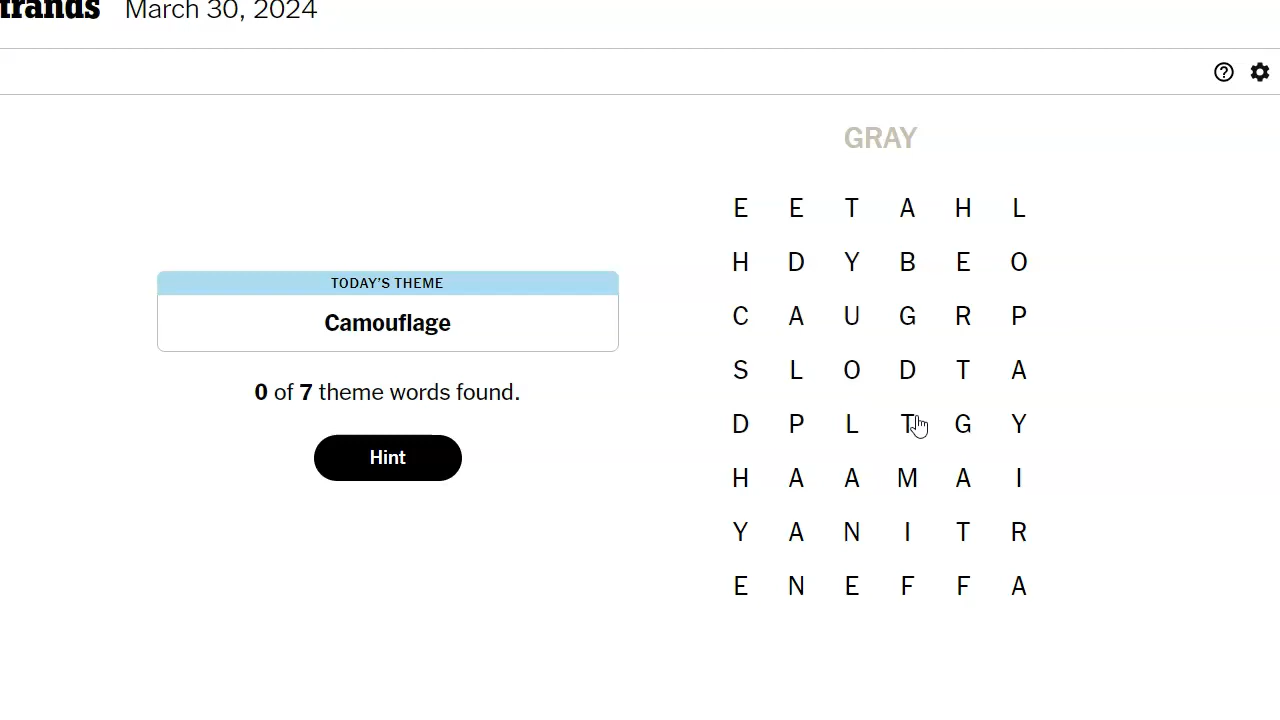 trands March 30, 2024
GRAY
TODAY'S THEME
Camouflage
0 of 7 theme words found.
Hint
E E T A H L
H D Y B E O
C A U G R P
S L O D T A
D P L T G Y
H A A M A I
Y A N I T R
E N E F F A